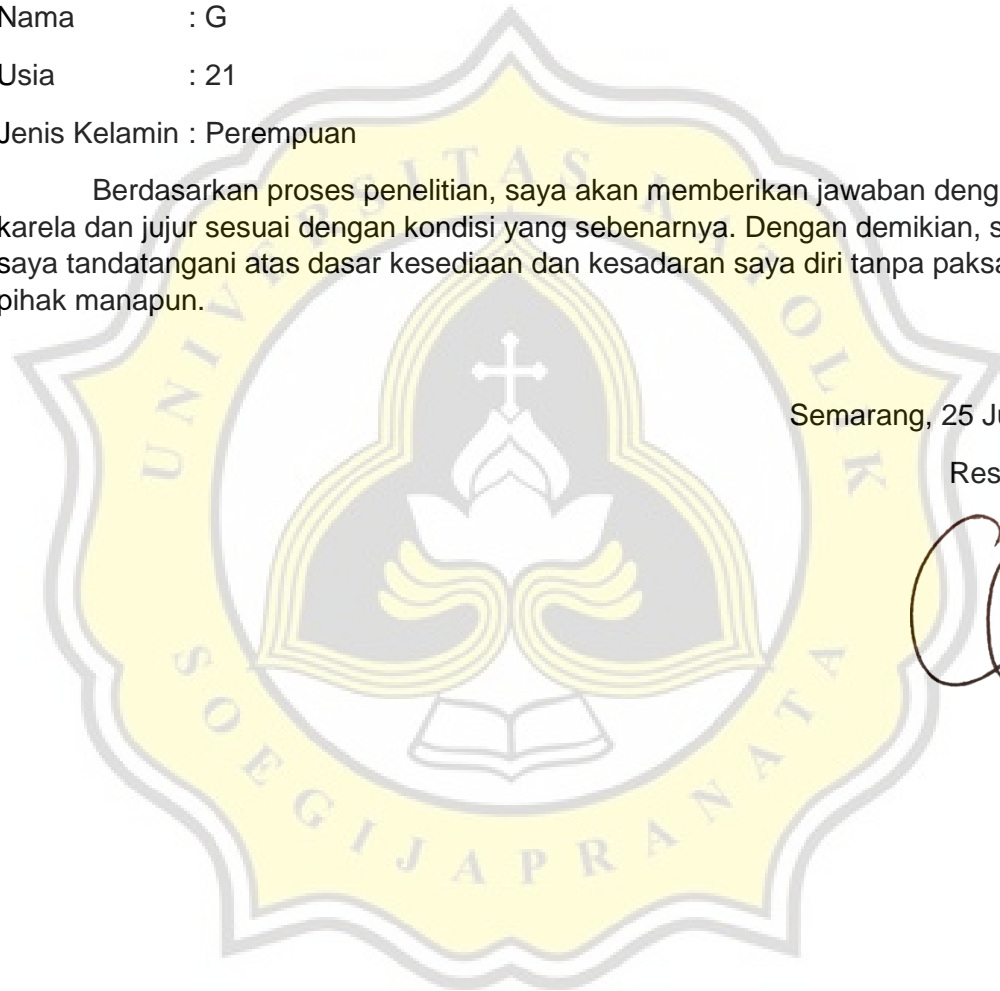 Nama : G
Usia : 21
Jenis Kelamin : Perempuan
Berdasarkan proses penelitian, saya akan memberikan jawaban deng
karela dan jujur sesuai dengan kondisi yang sebenarnya. Dengan demikian, s
saya tandatangani atas dasar kesediaan dan kesadaran saya diri tanpa paksa
pihak manapun.
Semarang, 25 Ju
Res
UNIVERSITAS KATOLIK
SOEGIJAPRANATA